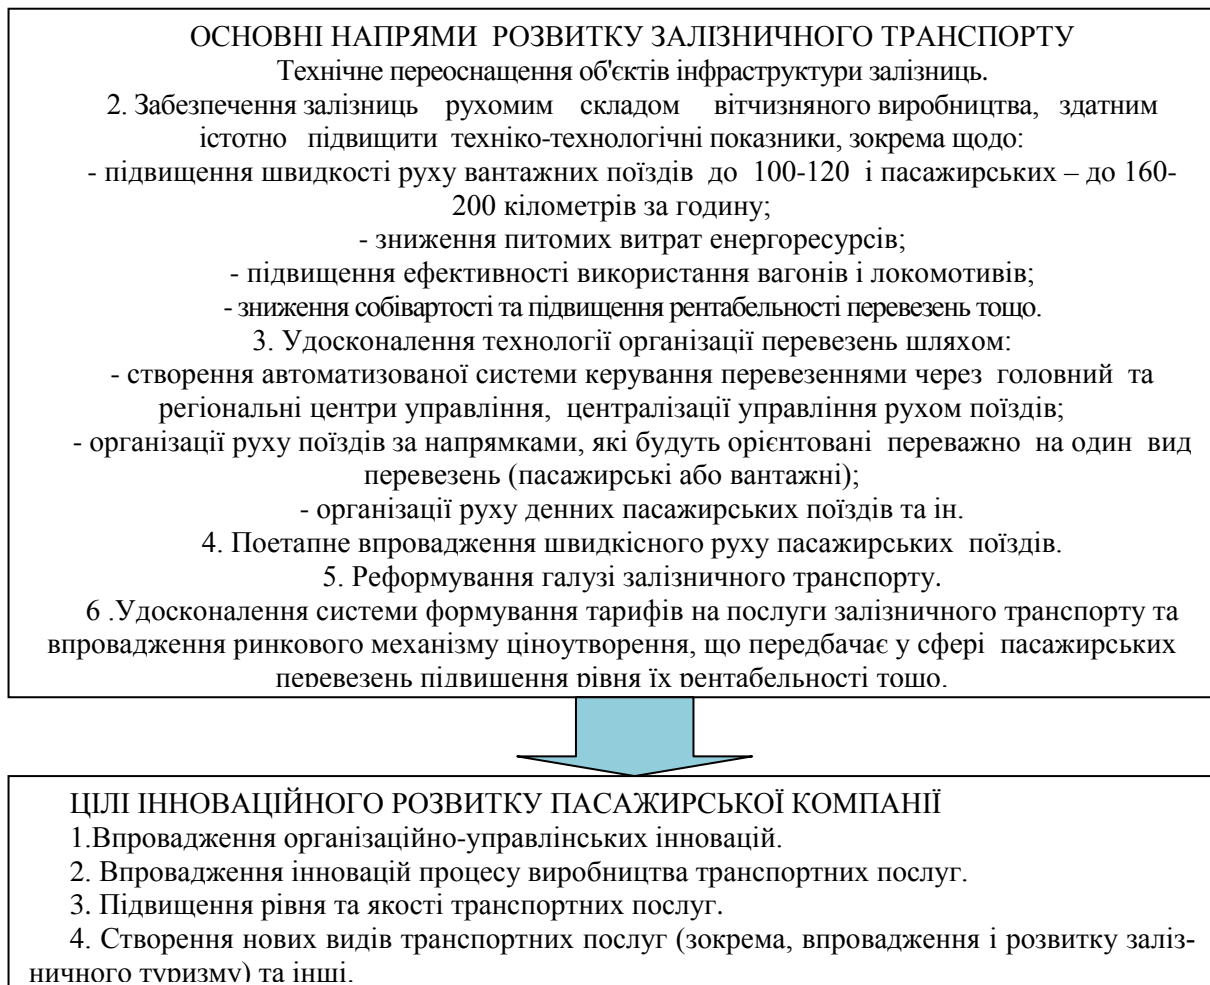 ОСНОВНІ НАПРЯМИ РОЗВИТКУ ЗАЛІЗНИЧНОГО ТРАНСПОРТУ
Технічне переоснащення об'єктів інфраструктури залізниць.
2. Забезпечення залізниць рухомим складом вітчизняного виробництва, здатним
істотно підвищити техніко-технологічні показники, зокрема щодо:
- підвищення швидкості руху вантажних поїздів до 100-120 і пасажирських – до 160-
200 кілометрів за годину;
- зниження питомих витрат енергоресурсів;
- підвищення ефективності використання вагонів і локомотивів;
- зниження собівартості та підвищення рентабельності перевезень тощо.
3. Удосконалення технології організації перевезень шляхом:
- створення автоматизованої системи керування перевезеннями через головний та
регіональні центри управління, централізації управління рухом поїздів;
- організації руху поїздів за напрямками, які будуть орієнтовані переважно на один вид
перевезень (пасажирські або вантажні);
- організації руху денних пасажирських поїздів та ін.
4. Поетапне впровадження швидкісного руху пасажирських поїздів.
5. Реформування галузі залізничного транспорту.
6 .Удосконалення системи формування тарифів на послуги залізничного транспорту та
впровадження ринкового механізму ціноутворення, що передбачає у сфері пасажирських
перевезень підвищення рівня їх рентабельності тощо.
ЦІЛІ ІННОВАЦІЙНОГО РОЗВИТКУ ПАСАЖИРСЬКОЇ КОМПАНІЇ
1.Впровадження організаційно-управлінських інновацій.
2. Впровадження інновацій процесу виробництва транспортних послуг.
3. Підвищення рівня та якості транспортних послуг.
4. Створення нових видів транспортних послуг (зокрема, впровадження і розвитку заліз-
ничного туризму) та інші.